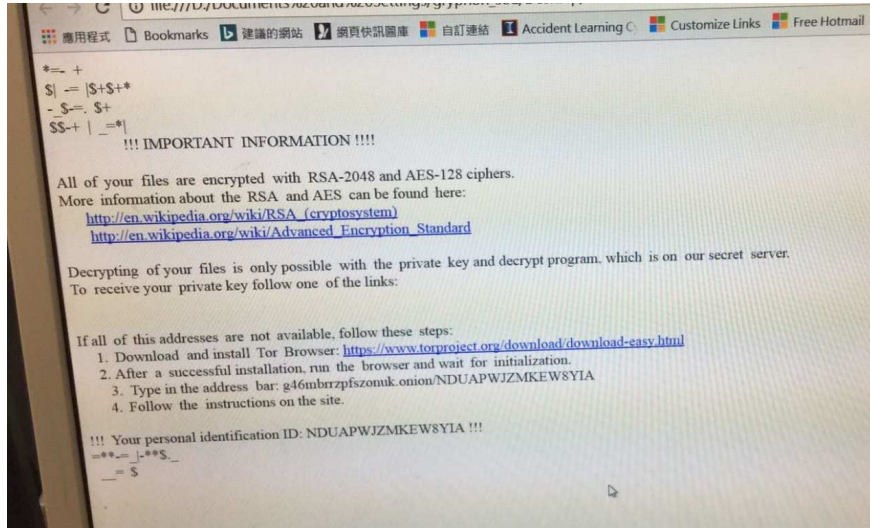 file:///D:/Documents%20and%20Settings/gryphon_
應用程式 Bookmarks 建議的網站 網頁快訊圖庫 自訂連結 Accident Learning C Customize Links Free Hotmail
*=- +
$| -= |$+$+*
-_$-=. $+
$$-+ | _=*|
!!! IMPORTANT INFORMATION !!!!
All of your files are encrypted with RSA-2048 and AES-128 ciphers.
More information about the RSA and AES can be found here:
http://en.wikipedia.org/wiki/RSA_(cryptosystem)
http://en.wikipedia.org/wiki/Advanced_Encryption_Standard
Decrypting of your files is only possible with the private key and decrypt program, which is on our secret server.
To receive your private key follow one of the links:
If all of this addresses are not available, follow these steps:
1. Download and install Tor Browser: https://www.torproject.org/download/download-easy.html
2. After a successful installation, run the browser and wait for initialization.
3. Type in the address bar: g46mbrrzpfszonuk.onion/NDUAPWJZMKEW8YIA
4. Follow the instructions on the site.
!!! Your personal identification ID: NDUAPWJZMKEW8YIA !!!
=**-=_|-**$._
__= $